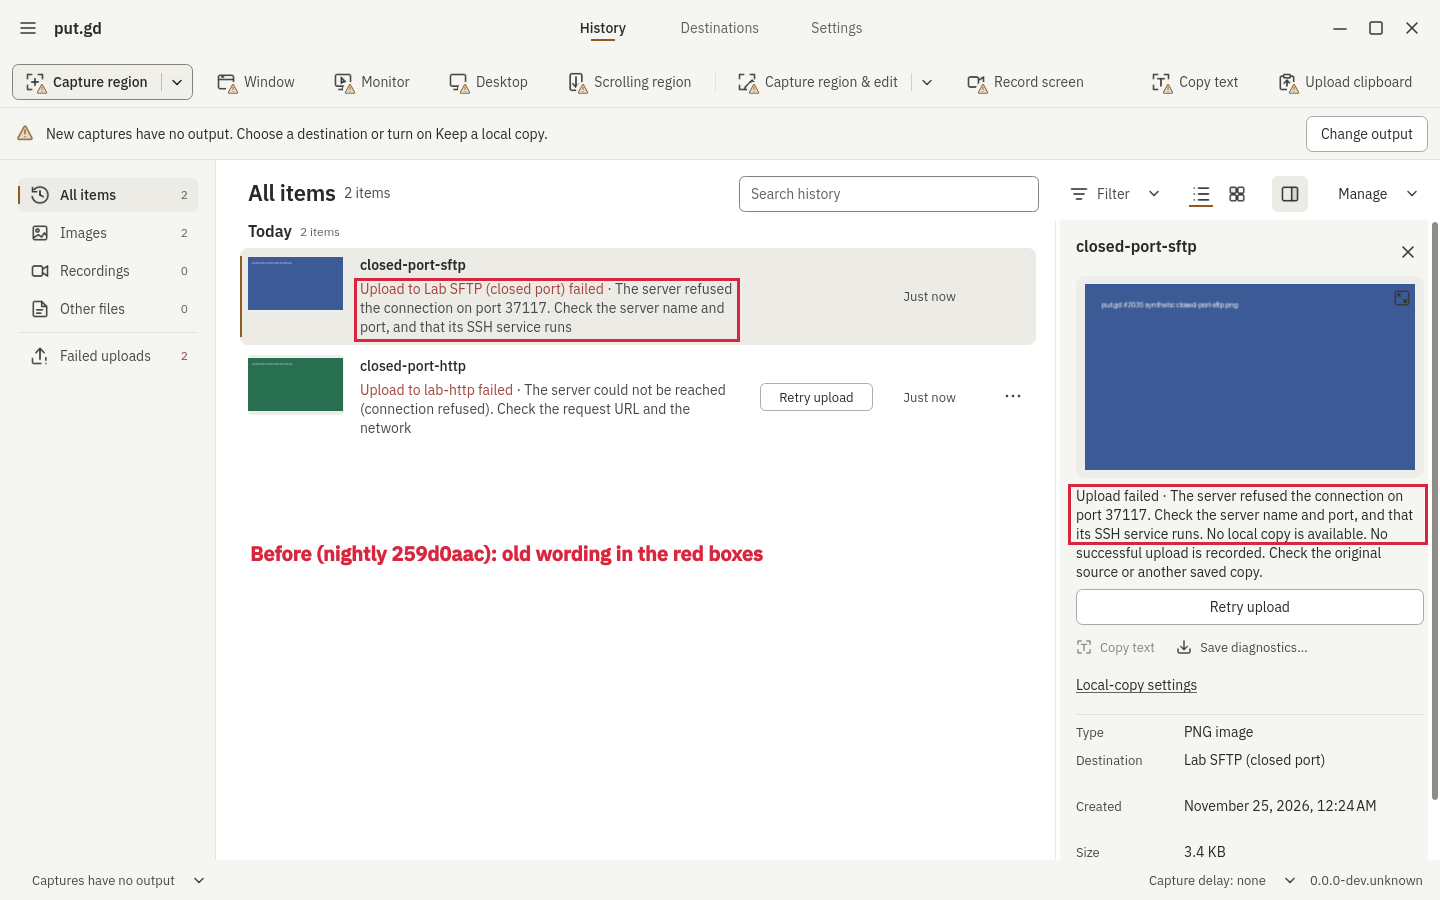 put.gd
History
Destinations
Settings
Capture region
Window
Monitor
Desktop
Scrolling region
Capture region & edit
Record screen
Copy text
Upload clipboard
New captures have no output. Choose a destination or turn on Keep a local copy.
Change output
All items 2
Images 2
Recordings 0
Other files 0
Failed uploads 2
All items 2 items
Search history
Filter
Manage
Today 2 items
closed-port-sftp
Upload to Lab SFTP (closed port) failed · The server refused
the connection on port 37117. Check the server name and
port, and that its SSH service runs
Just now
closed-port-http
Upload to lab-http failed · The server could not be reached
(connection refused). Check the request URL and the
network
Retry upload
Just now
Before (nightly 259d0aac): old wording in the red boxes
closed-port-sftp
put.gd #2035 synthetic closed-port-sftp.png
Upload failed · The server refused the connection on
port 37117. Check the server name and port, and that
its SSH service runs. No local copy is available. No
successful upload is recorded. Check the original
source or another saved copy.
Retry upload
Copy text
Save diagnostics...
Local-copy settings
Type PNG image
Destination Lab SFTP (closed port)
Created November 25, 2026, 12:24 AM
Size 3.4 KB
Captures have no output
Capture delay: none
0.0.0-dev.unknown